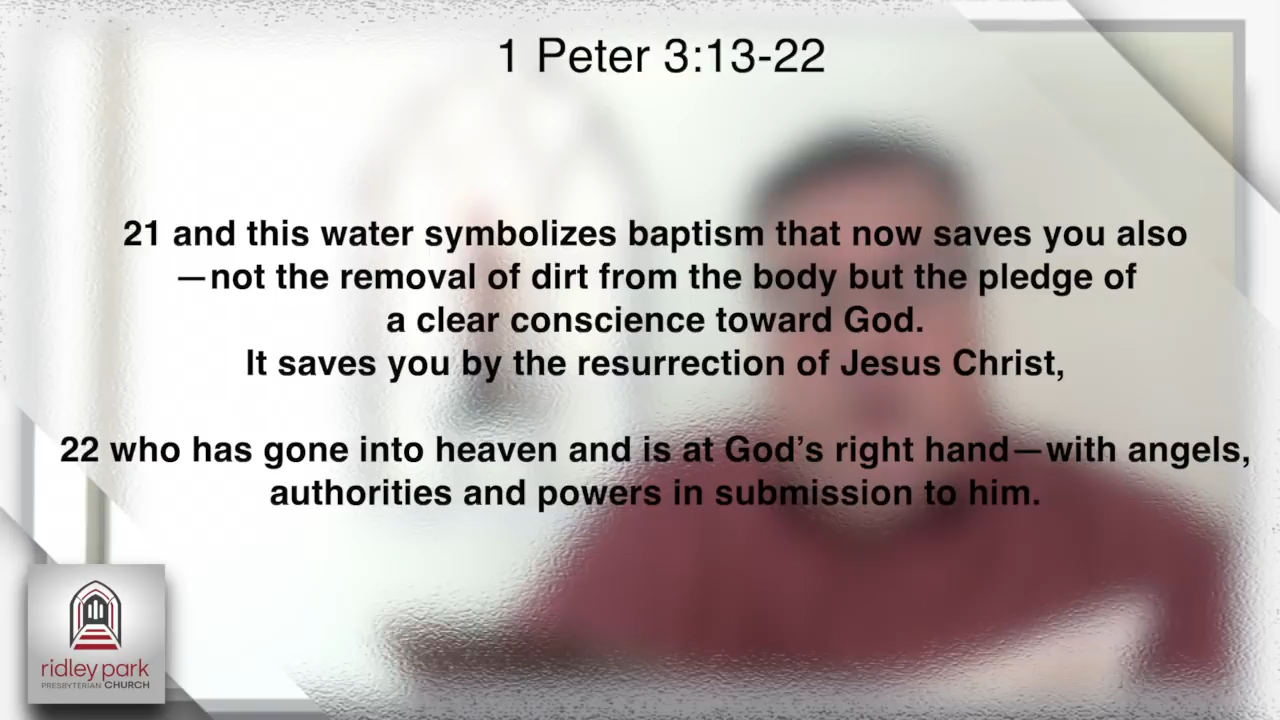 1 Peter 3:13-22
21 and this water symbolizes baptism that now saves you also
—not the removal of dirt from the body but the pledge of
a clear conscience toward God.
It saves you by the resurrection of Jesus Christ,
22 who has gone into heaven and is at God’s right hand—with angels,
authorities and powers in submission to him.
ridley park
PRESBYTERIAN CHURCH